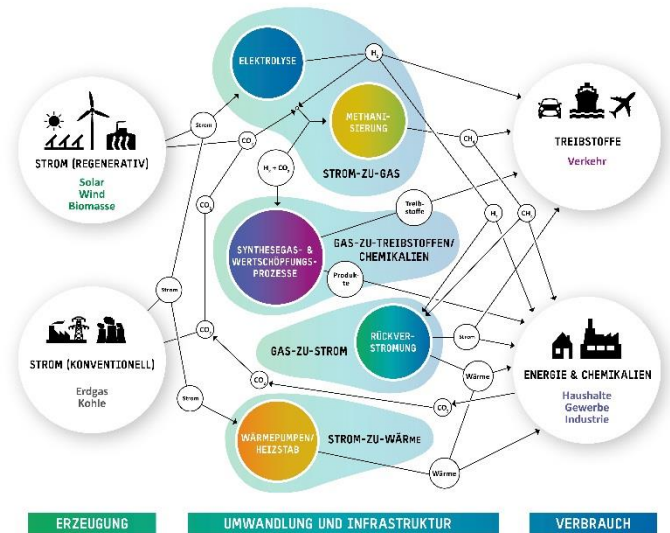 ELEKTROLYSE
H₂
METHANI-
SIERUNG
CH₄
STROM-ZU-GAS
Strom
CO₂
CO₂
H₂ + CO₂
STROM (REGENERATIV)
Solar
Wind
Biomasse
TREIBSTOFFE
Verkehr
Treib-
stoffe
SYNTHESEGAS- &
WERTSCHÖPFUNGS-
PROZESSE
GAS-ZU-TREIBSTOFFEN/
CHEMIKALIEN
H₂
CH₄
Produk-
te
Strom
CO₂
STROM (KONVENTIONELL)
Erdgas
Kohle
GAS-ZU-STROM
RÜCKVER-
STROMUNG
Strom
Wärme
CO₂
CO₂
ENERGIE & CHEMIKALIEN
Haushalte
Gewerbe
Industrie
Strom
WÄRMEPUMPEN/
HEIZSTAB
STROM-ZU-WÄRME
Wärme
ERZEUGUNG
UMWANDLUNG UND INFRASTRUKTUR
VERBRAUCH